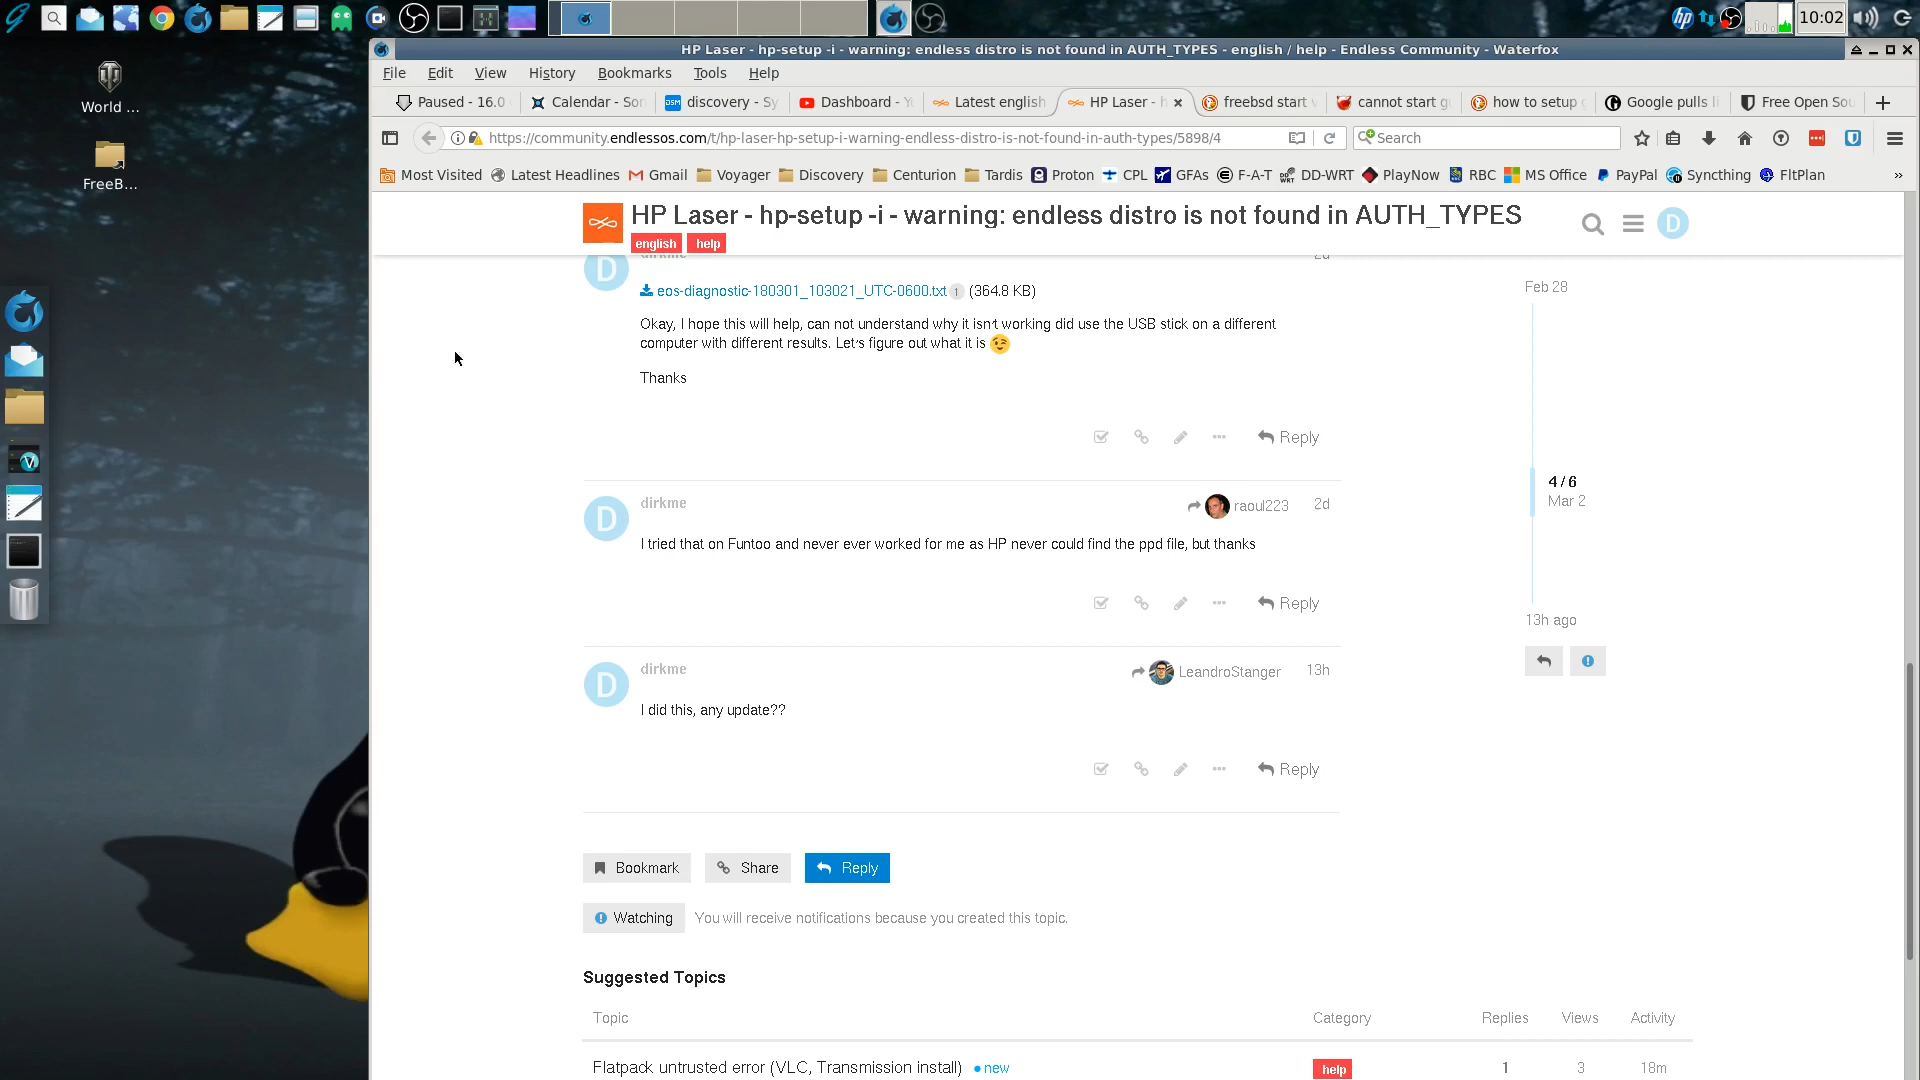 10:02
World ...
FreeB...
HP Laser - hp-setup -i - warning: endless distro is not found in AUTH_TYPES - english / help - Endless Community - Waterfox
File Edit View History Bookmarks Tools Help
Paused - 16.0 Calendar - Son discovery - Sy Dashboard - Latest english HP Laser - h freebsd start cannot start g how to setup Google pulls li Free Open Sou
https://community.endlessos.com/t/hp-laser-hp-setup-i-warning-endless-distro-is-not-found-in-auth-types/5898/4 Search
Most Visited Latest Headlines Gmail Voyager Discovery Centurion Tardis Proton CPL GFAs F-A-T DD-WRT PlayNow RBC MS Office PayPal Syncthing FltPlan »
HP Laser - hp-setup -i - warning: endless distro is not found in AUTH_TYPES
english help
D
D dirkme 2d
eos-diagnostic-180301_103021_UTC-0600.txt 1 (364.8 KB)
Okay, I hope this will help, can not understand why it isn't working did use the USB stick on a different
computer with different results. Let's figure out what it is
Thanks
Reply
Feb 28
4 / 6
Mar 2
13h ago
D dirkme raoul223 2d
I tried that on Funtoo and never ever worked for me as HP never could find the ppd file, but thanks
Reply
D dirkme LeandroStanger 13h
I did this, any update??
Reply
Bookmark Share Reply
Watching You will receive notifications because you created this topic.
Suggested Topics
Topic Category Replies Views Activity
Flatpack untrusted error (VLC, Transmission install) new help 1 3 18m